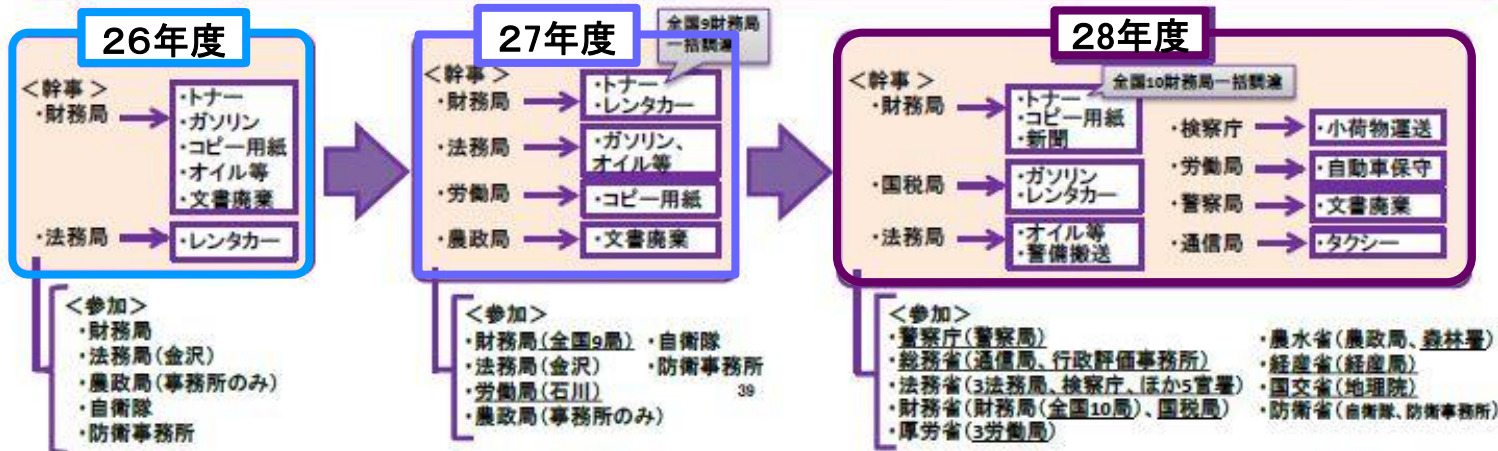 26年度
＜幹事＞
・財務局
・トナー
・ガソリン
・コピー用紙
・オイル等
・文書廃棄
・法務局
・レンタカー
＜参加＞
・財務局
・法務局（金沢）
・農政局（事務所のみ）
・自衛隊
・防衛事務所
27年度
全国9財務局
一括調達
＜幹事＞
・財務局
・トナー
・レンタカー
・法務局
・ガソリン、
オイル等
・労働局
・コピー用紙
・農政局
・文書廃棄
＜参加＞
・財務局（全国9局）
・法務局（金沢）
・労働局（石川）
・農政局（事務所のみ）
・自衛隊
・防衛事務所
39
28年度
全国10財務局一括調達
＜幹事＞
・財務局
・トナー
・コピー用紙
・新聞
・国税局
・ガソリン
・レンタカー
・法務局
・オイル等
・警備搬送
・検察庁
・小荷物運送
・労働局
・自動車保守
・警察局
・文書廃棄
・通信局
・タクシー
＜参加＞
・警察庁（警察局）
・総務省（通信局、行政評価事務所）
・法務省（3法務局、検察庁、ほか5官署）
・財務省（財務局（全国10局）、国税局）
・厚労省（3労働局）
・農水省（農政局、森林署）
・経産省（経産局）
・国交省（地理院）
・防衛省（自衛隊、防衛事務所）